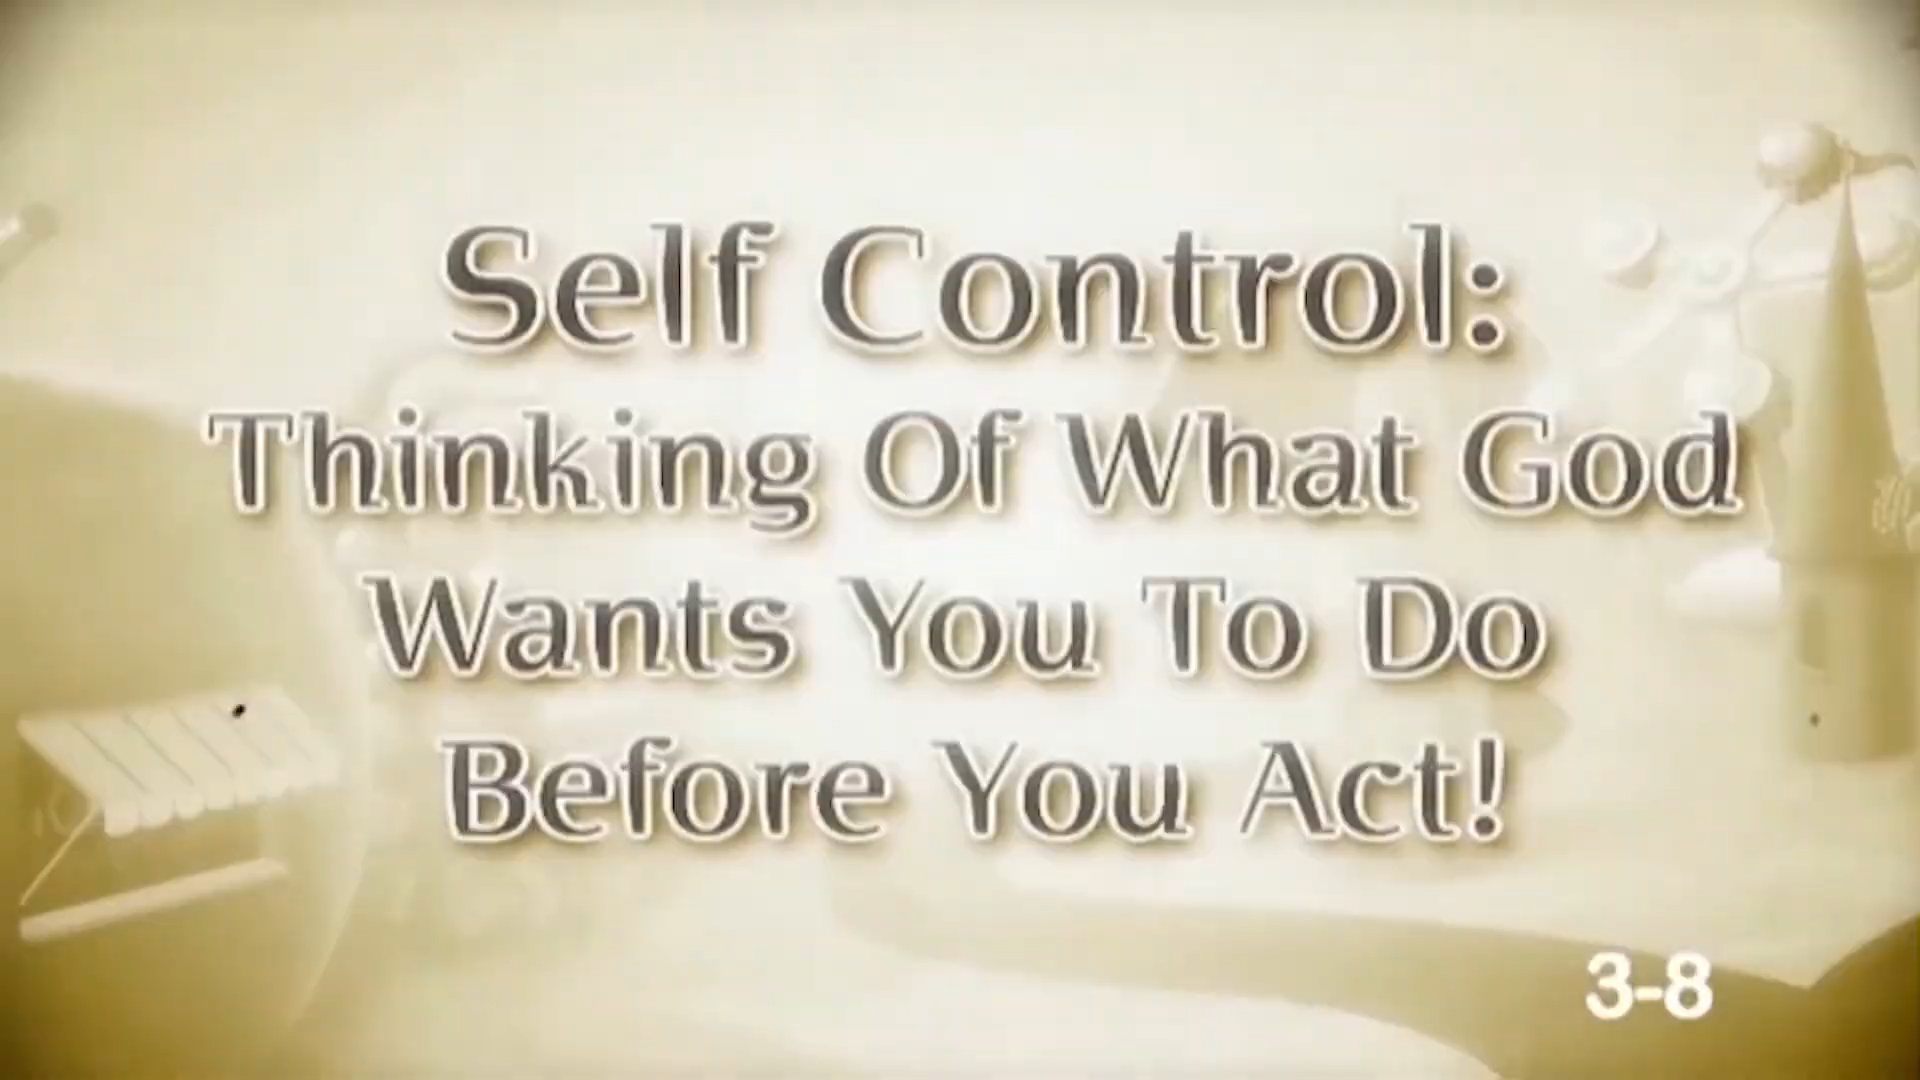 Self Control:
Thinking Of What God
Wants You To Do
Before You Act!
3-8